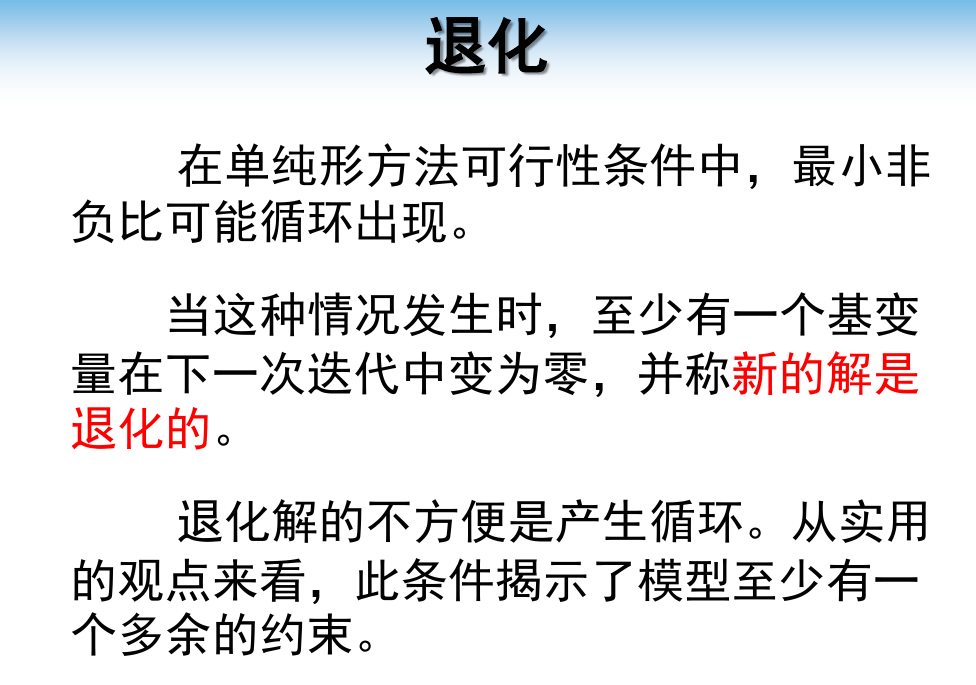 退化
在单纯形方法可行性条件中，最小非
负比可能循环出现。
当这种情况发生时，至少有一个基变
量在下一次迭代中变为零，并称新的解是
退化的。
退化解的不方便是产生循环。从实用
的观点来看，此条件揭示了模型至少有一
个多余的约束。